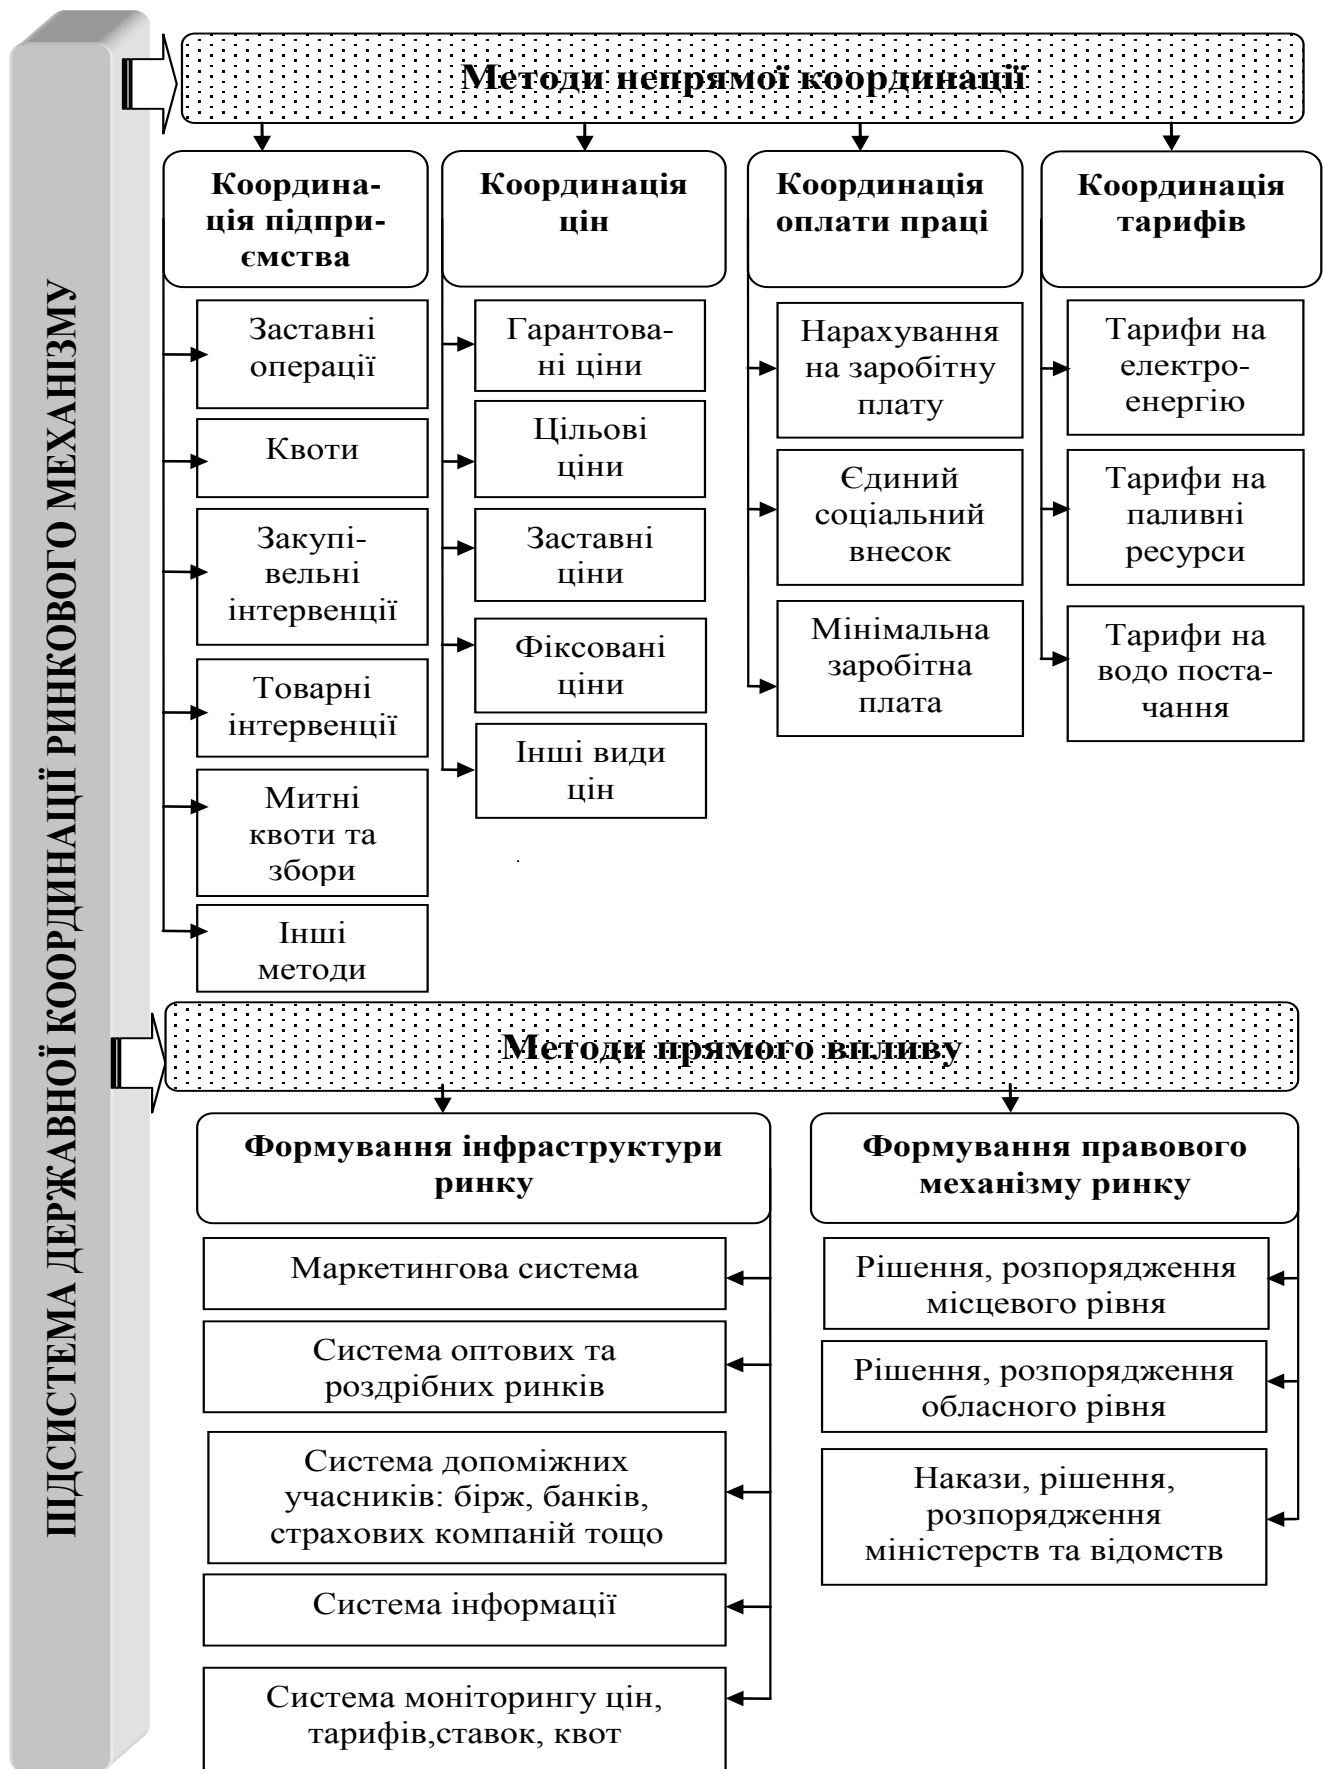 ПІДСИСТЕМА ДЕРЖАВНОЇ КООРДИНАЦІЇ РИНКОВОГО МЕХАНІЗМУ
Методи непрямої координації
Координа-
ція підпри-
ємства
Заставні
операції
Квоти
Закупі-
вельні
інтервенції
Товарні
інтервенції
Митні
квоти та
збори
Інші
методи
Координація
цін
Гарантова-
ні ціни
Цільові
ціни
Заставні
ціни
Фіксовані
ціни
Інші види
цін
Координація
оплати праці
Нарахування
на заробітну
плату
Єдиний
соціальний
внесок
Мінімальна
заробітна
плата
Координація
тарифів
Тарифи на
електро-
енергію
Тарифи на
паливні
ресурси
Тарифи на
водо поста-
чання
Методи прямого впливу
Формування інфраструктури
ринку
Маркетингова система
Система оптових та
роздрібних ринків
Система допоміжних
учасників: бірж, банків,
страхових компаній тощо
Система інформації
Система моніторингу цін,
тарифів,ставок, квот
Формування правового
механізму ринку
Рішення, розпорядження
місцевого рівня
Рішення, розпорядження
обласного рівня
Накази, рішення,
розпорядження
міністерств та відомств